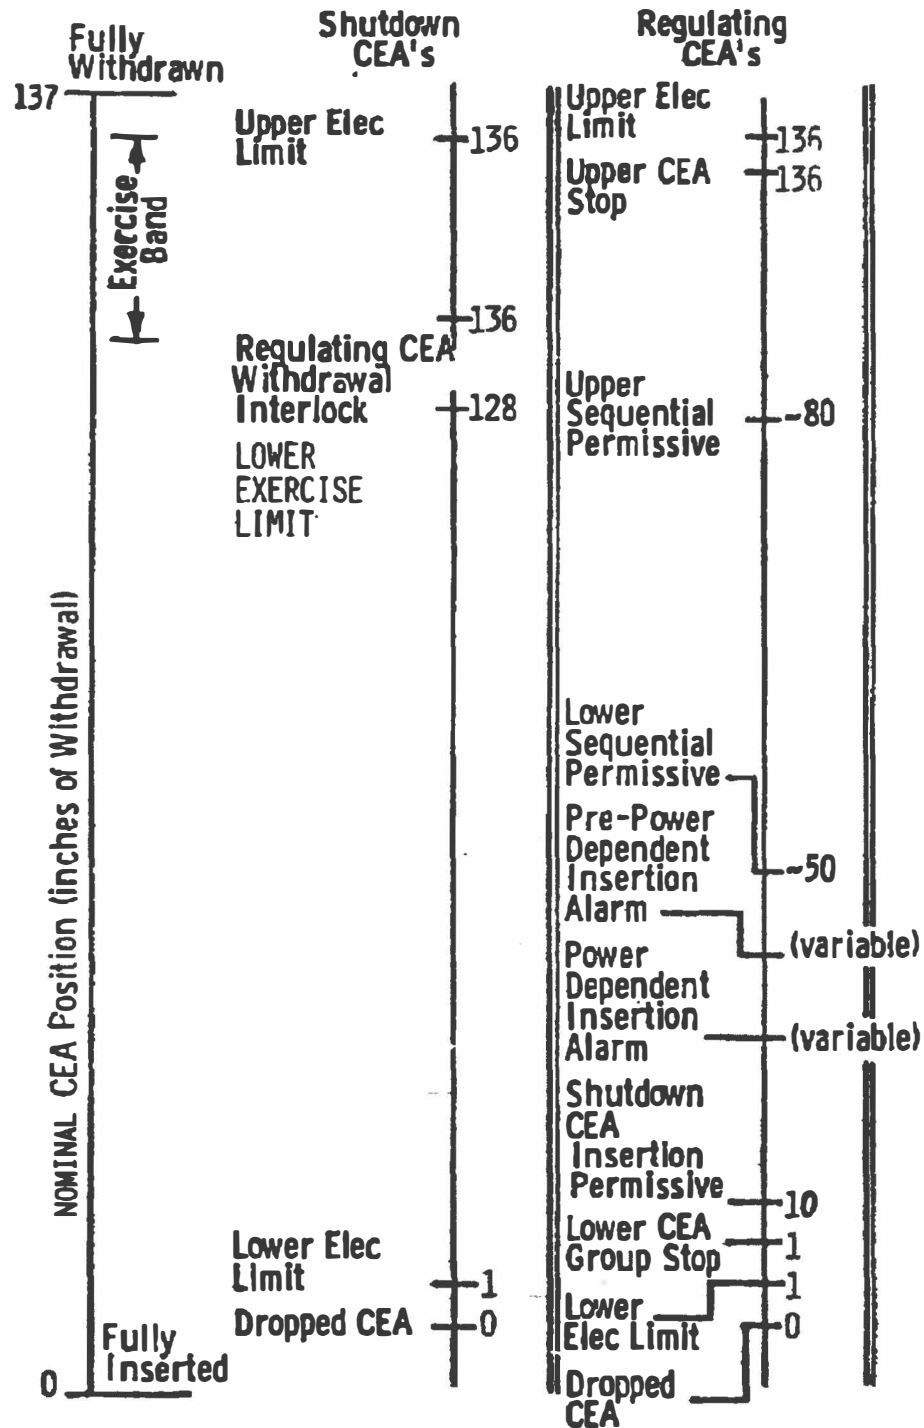 Fully
Withdrawn
137
Exercise
Band
NOMINAL CEA Position (inches of Withdrawal)
Fully
Inserted
0
Shutdown
CEA's
Upper Elec
Limit
136
136
Regulating CEA
Withdrawal
Interlock
128
LOWER
EXERCISE
LIMIT
Lower Elec
Limit
1
Dropped CEA
0
Regulating
CEA's
Upper Elec
Limit
136
Upper CEA
Stop
136
Upper
Sequential
Permissive
~80
Lower
Sequential
Permissive
~50
Pre-Power
Dependent
Insertion
Alarm
(variable)
Power
Dependent
Insertion
Alarm
(variable)
Shutdown
CEA
Insertion
Permissive
10
Lower CEA
Group Stop
1
Lower
Elec Limit
1
Dropped
CEA
0